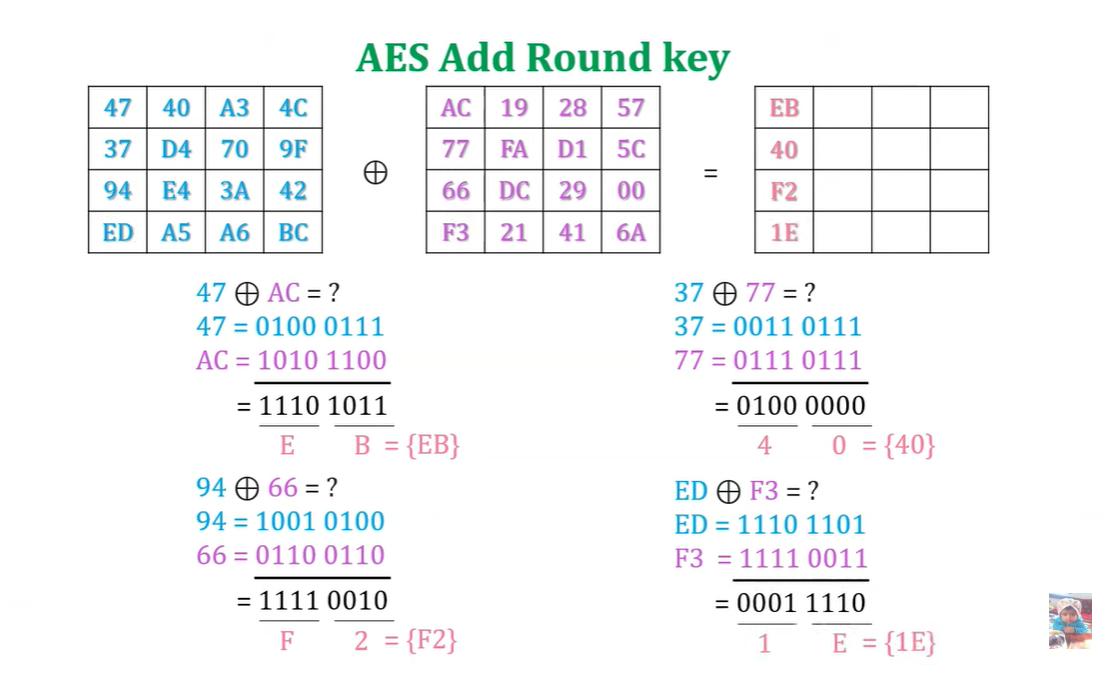 AES Add Round key
47 40 A3 4C
37 D4 70 9F
94 E4 3A 42
ED A5 A6 BC
⊕
AC 19 28 57
77 FA D1 5C
66 DC 29 00
F3 21 41 6A
=
EB
40
F2
1E
47 ⊕ AC = ?
47 = 0100 0111
AC = 1010 1100
= 1110 1011
E B = {EB}
37 ⊕ 77 = ?
37 = 0011 0111
77 = 0111 0111
= 0100 0000
4 0 = {40}
94 ⊕ 66 = ?
94 = 1001 0100
66 = 0110 0110
= 1111 0010
F 2 = {F2}
ED ⊕ F3 = ?
ED = 1110 1101
F3 = 1111 0011
= 0001 1110
1 E = {1E}